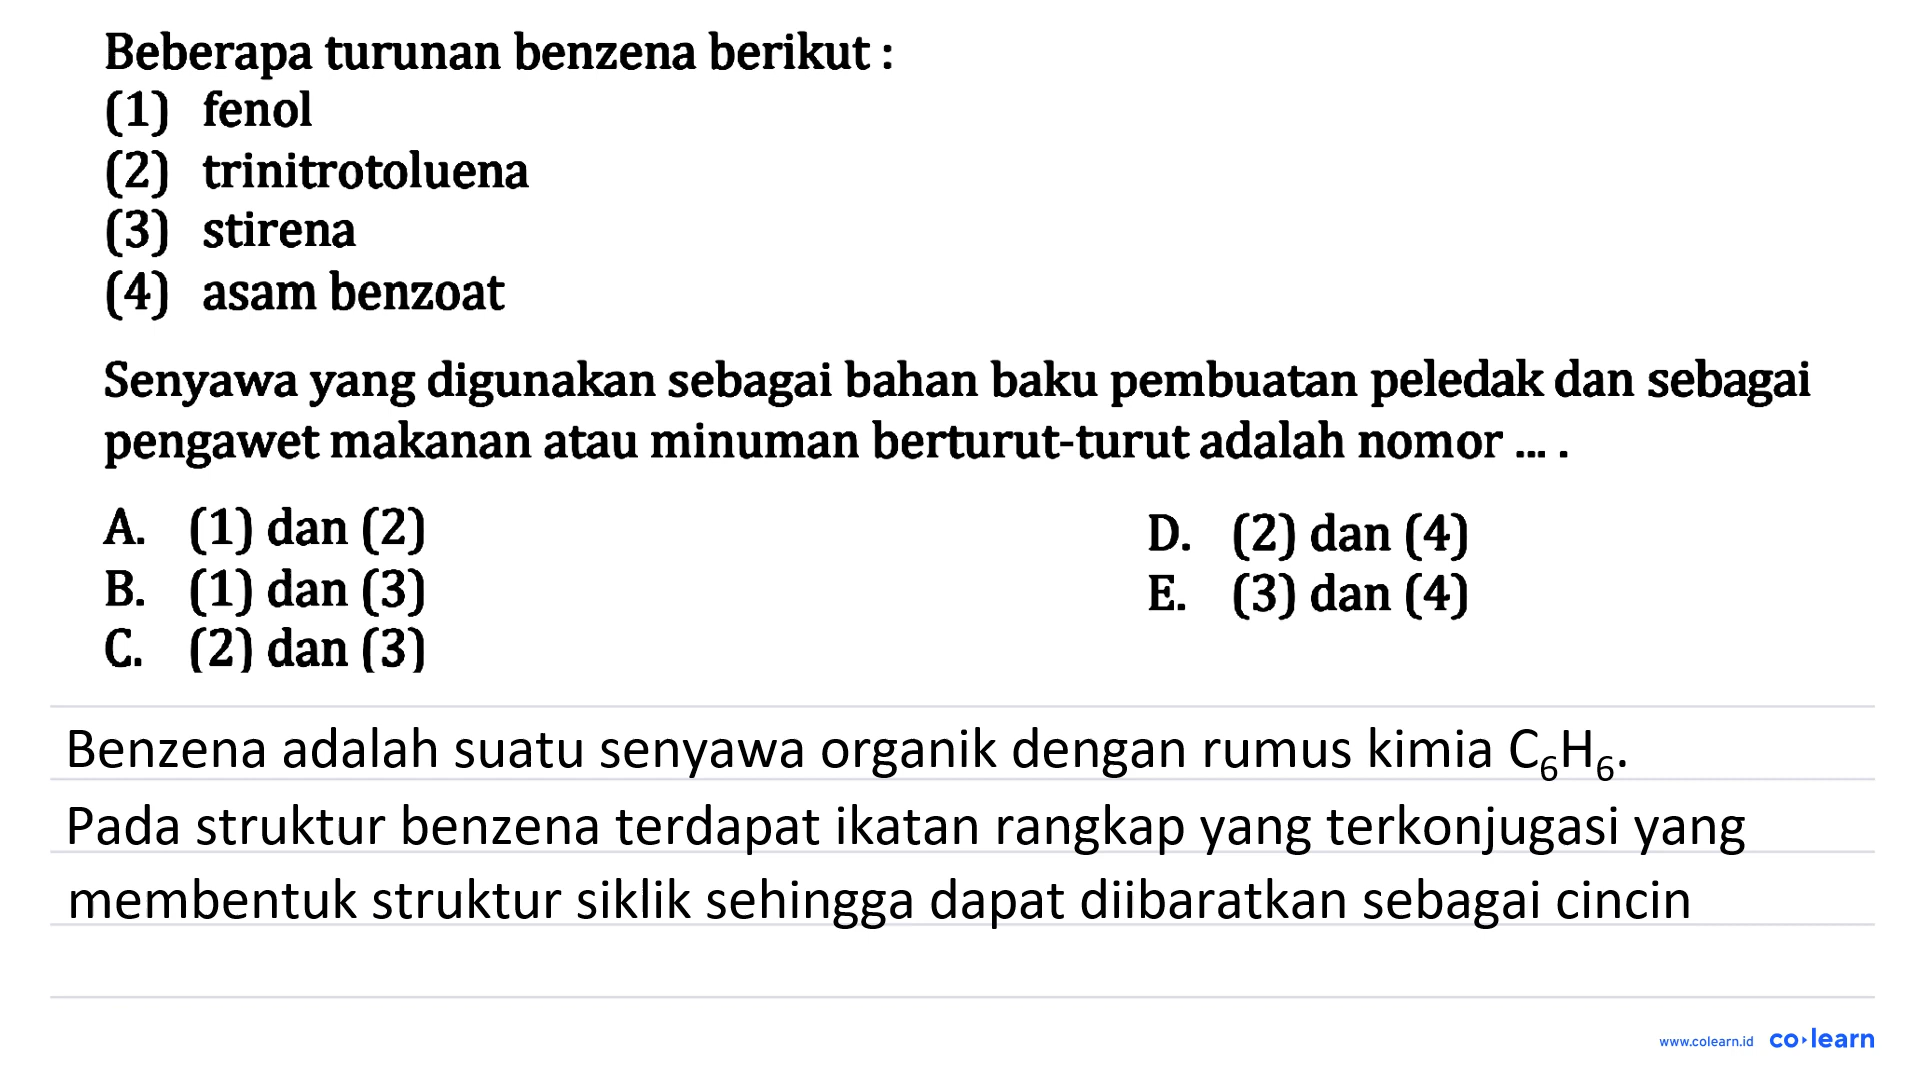 Beberapa turunan benzena berikut :
(1) fenol
(2) trinitrotoluena
(3) stirena
(4) asam benzoat
Senyawa yang digunakan sebagai bahan baku pembuatan peledak dan sebagai
pengawet makanan atau minuman berturut-turut adalah nomor ... .
A. (1) dan (2)
B. (1) dan (3)
C. (2) dan (3)
D. (2) dan (4)
E. (3) dan (4)
Benzena adalah suatu senyawa organik dengan rumus kimia C₆H₆.
Pada struktur benzena terdapat ikatan rangkap yang terkonjugasi yang
membentuk struktur siklik sehingga dapat diibaratkan sebagai cincin
www.colearn.id co learn